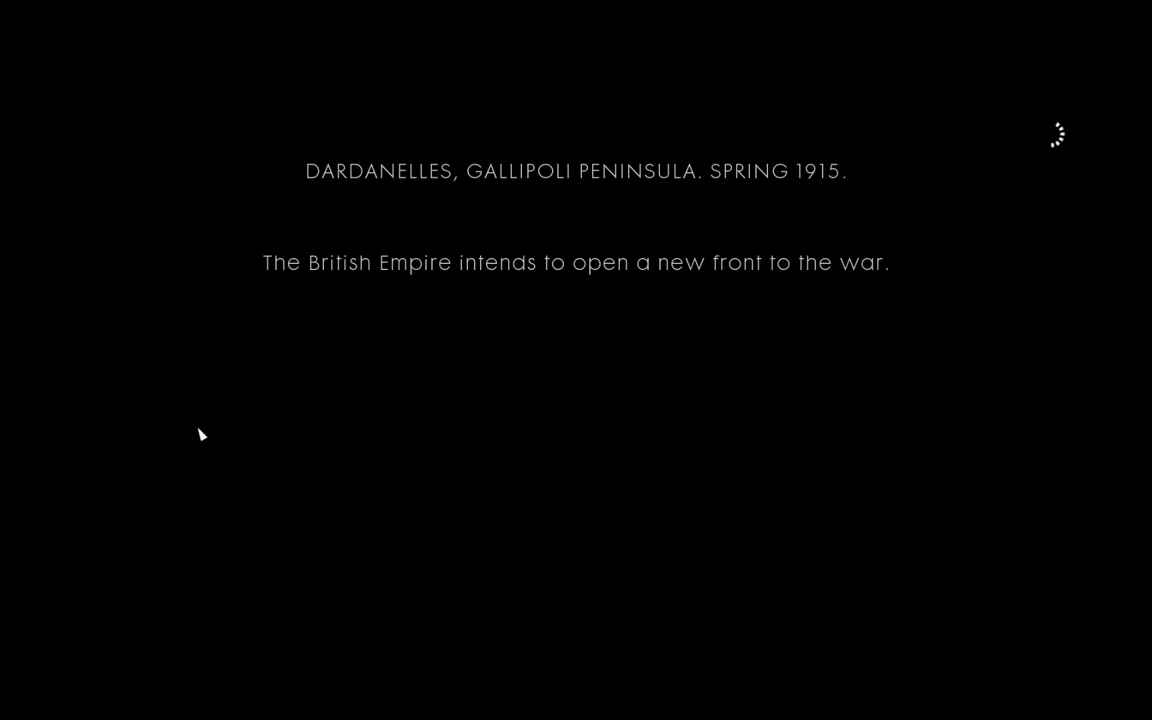 DARDANELLES, GALLIPOLI PENINSULA. SPRING 1915.
The British Empire intends to open a new front to the war.